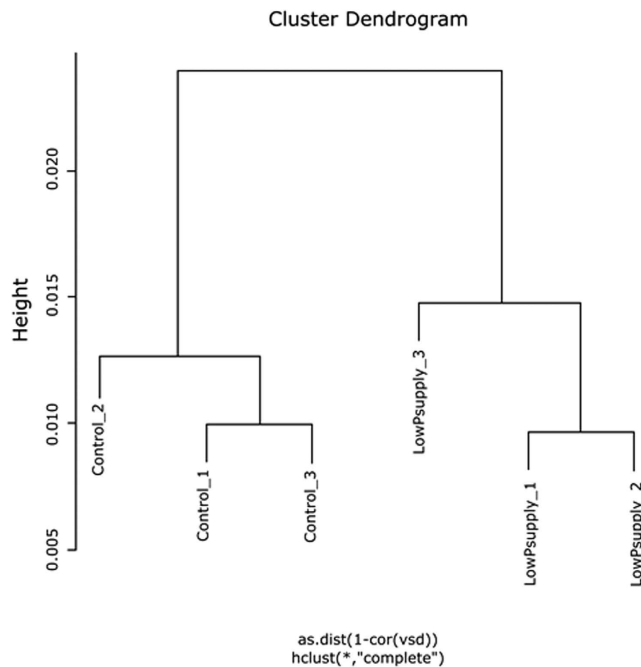 Cluster Dendrogram
Height
0.020
0.015
0.010
0.005
Control_2
Control_1
Control_3
LowPsupply_3
LowPsupply_1
LowPsupply_2
as.dist(1-cor(vsd))
hclust(*,"complete")